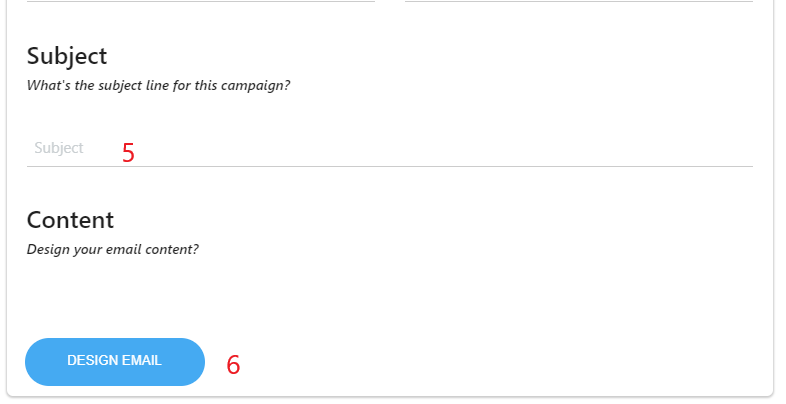 Subject
What's the subject line for this campaign?
Subject 5
Content
Design your email content?
DESIGN EMAIL 6